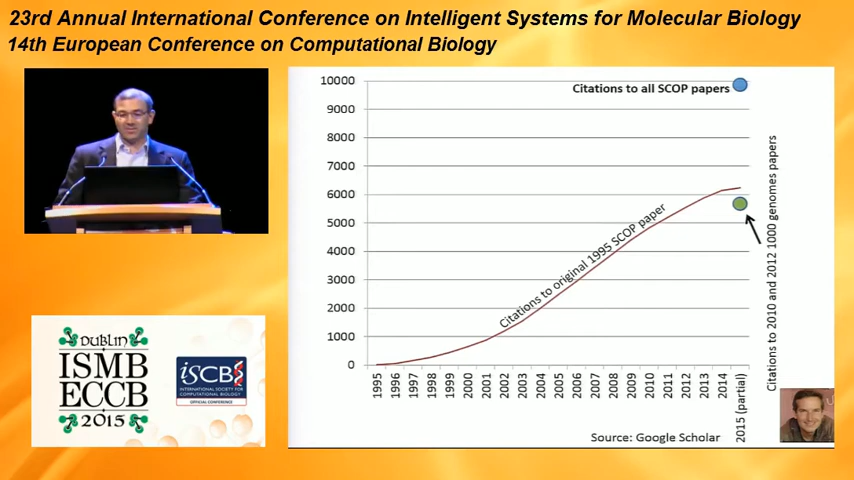 23rd Annual International Conference on Intelligent Systems for Molecular Biology
14th European Conference on Computational Biology
10000
9000
8000
7000
6000
5000
4000
3000
2000
1000
0
Citations to all SCOP papers
Citations to original 1995 SCOP paper
Citations to 2010 and 2012 1000 genomes papers
1995
1996
1997
1998
1999
2000
2001
2002
2003
2004
2005
2006
2007
2008
2009
2010
2011
2012
2013
2014
2015 (partial)
Source: Google Scholar
DUBLIN
ISMB
ECCB
2015
iSCB
INTERNATIONAL SOCIETY FOR
COMPUTATIONAL BIOLOGY
OFFICIAL CONFERENCE